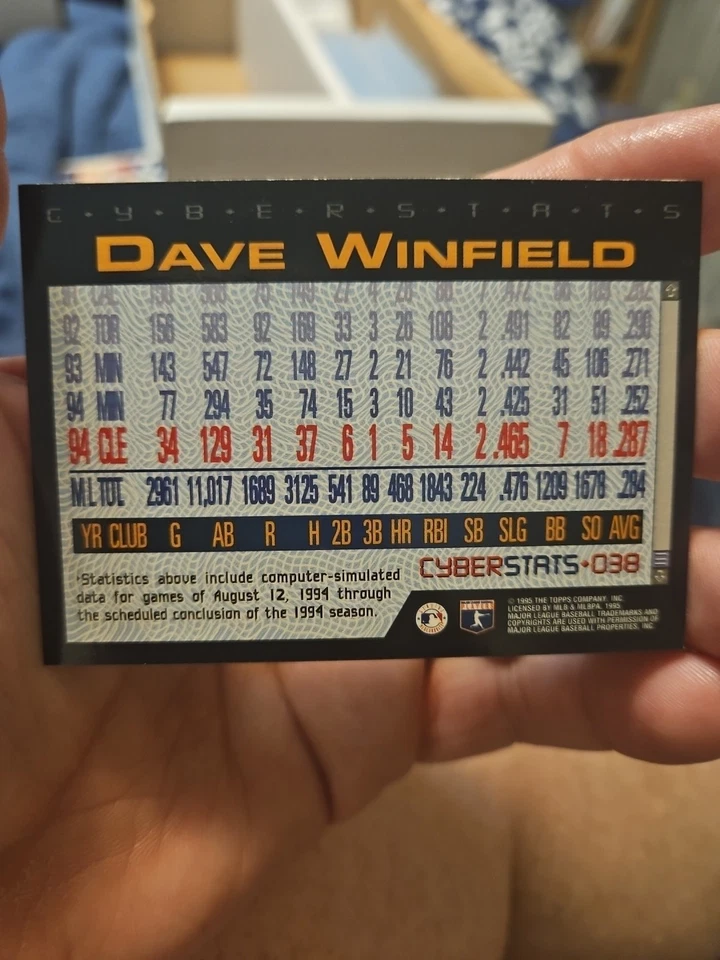 C·Y·B·E·R·S·T·A·T·S
DAVE WINFIELD
92 TOR 156 583 92 169 33 3 26 108 2 .491 82 89 .290
93 MIN 143 547 72 148 27 2 21 76 2 .442 45 106 .271
94 MIN 77 294 35 74 15 3 10 43 2 .425 31 51 .252
94 CLE 34 129 31 37 6 1 5 14 2 .465 7 18 .287
M.L. TOT. 2961 11,017 1689 3125 541 89 468 1843 224 .476 1209 1678 .284
YR CLUB G AB R H 2B 3B HR RBI SB SLG BB SO AVG
CYBERSTATS·038
·Statistics above include computer-simulated
data for games of August 12, 1994 through
the scheduled conclusion of the 1994 season.
© 1995 THE TOPPS COMPANY, INC.
LICENSED BY MLB & MLBPA, 1995
MAJOR LEAGUE BASEBALL TRADEMARKS AND
COPYRIGHTS ARE USED WITH PERMISSION OF
MAJOR LEAGUE BASEBALL PROPERTIES, INC.